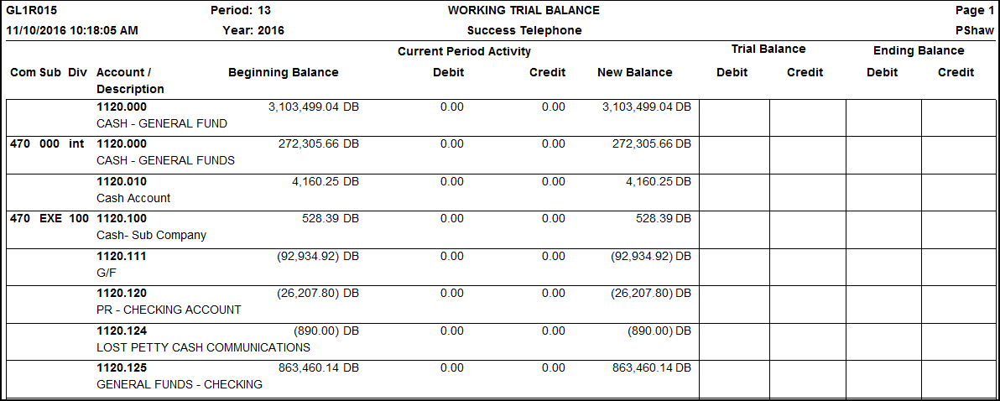 GL1R015 Period: 13 WORKING TRIAL BALANCE Page 1
11/10/2016 10:18:05 AM Year: 2016 Success Telephone PShaw
Current Period Activity Trial Balance Ending Balance
Com Sub Div Account / Beginning Balance Debit Credit New Balance Debit Credit Debit Credit
Description
1120.000 3,103,499.04 DB 0.00 0.00 3,103,499.04 DB
CASH - GENERAL FUND
470 000 int 1120.000 272,305.66 DB 0.00 0.00 272,305.66 DB
CASH - GENERAL FUNDS
1120.010 4,160.25 DB 0.00 0.00 4,160.25 DB
Cash Account
470 EXE 100 1120.100 528.39 DB 0.00 0.00 528.39 DB
Cash- Sub Company
1120.111 (92,934.92) DB 0.00 0.00 (92,934.92) DB
G/F
1120.120 (26,207.80) DB 0.00 0.00 (26,207.80) DB
PR - CHECKING ACCOUNT
1120.124 (890.00) DB 0.00 0.00 (890.00) DB
LOST PETTY CASH COMMUNICATIONS
1120.125 863,460.14 DB 0.00 0.00 863,460.14 DB
GENERAL FUNDS - CHECKING